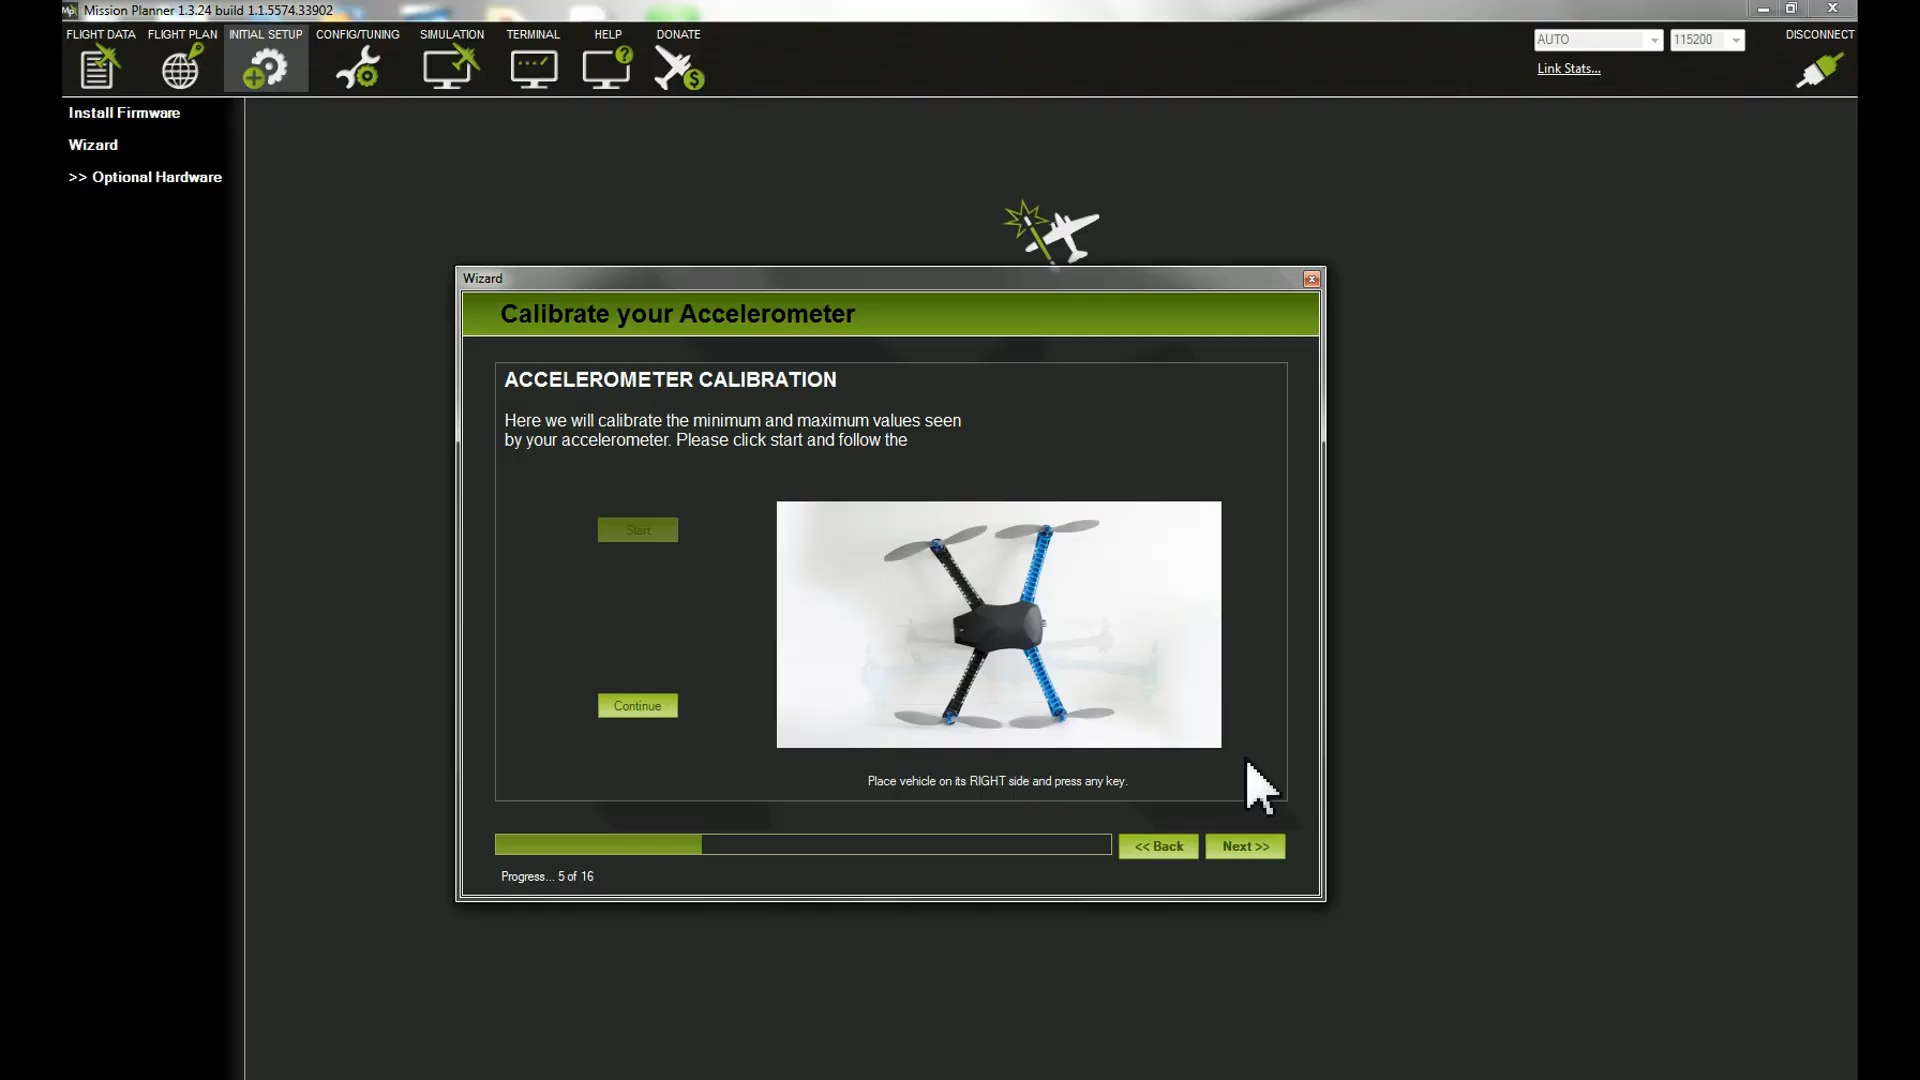 Mission Planner 1.3.24 build 1.1.5574.33902
FLIGHT DATA FLIGHT PLAN INITIAL SETUP CONFIG/TUNING SIMULATION TERMINAL HELP DONATE
AUTO 115200 DISCONNECT
Link Stats...
Install Firmware
Wizard
>> Optional Hardware
Wizard
Calibrate your Accelerometer
ACCELEROMETER CALIBRATION
Here we will calibrate the minimum and maximum values seen
by your accelerometer. Please click start and follow the
Start
Continue
Place vehicle on its RIGHT side and press any key.
<< Back Next >>
Progress... 5 of 16